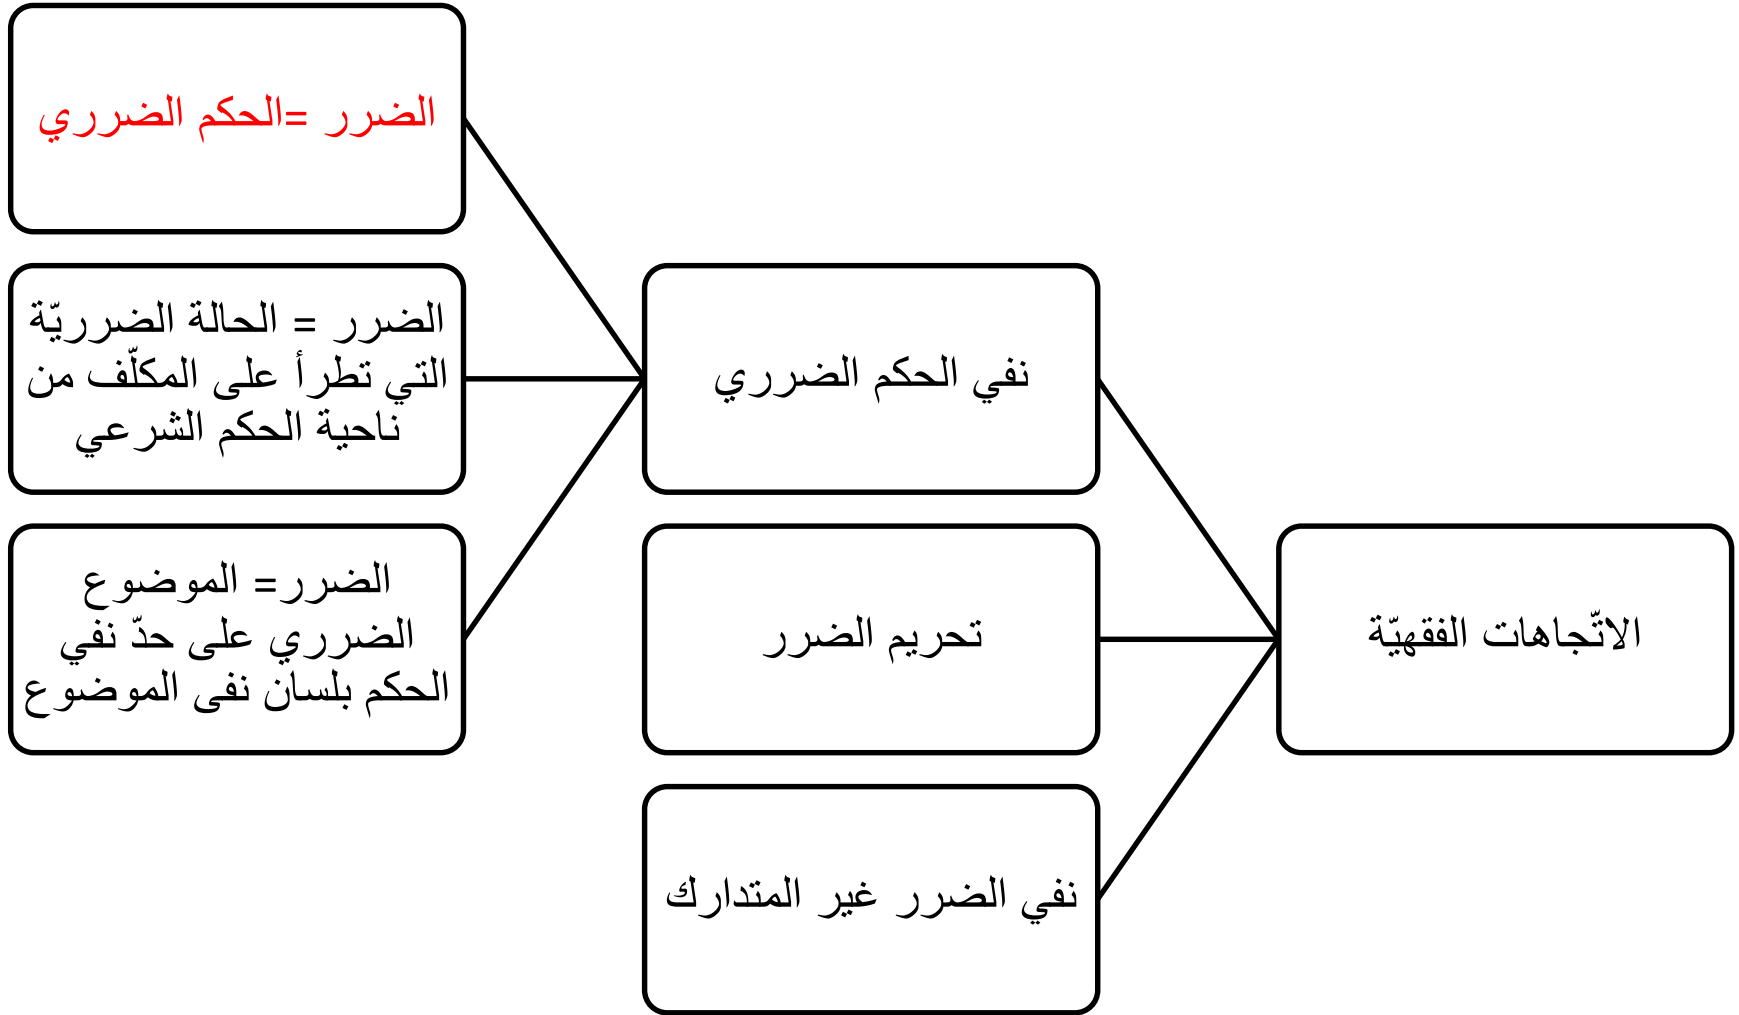 الاتّجاهات الفقهيّة
نفي الحكم الضرري
الضرر =الحكم الضرري
الضرر = الحالة الضرريّة
التي تطرأ على المكلّف من
ناحية الحكم الشرعي
الضرر= الموضوع
الضرري على حدّ نفي
الحكم بلسان نفى الموضوع
تحريم الضرر
نفي الضرر غير المتدارك